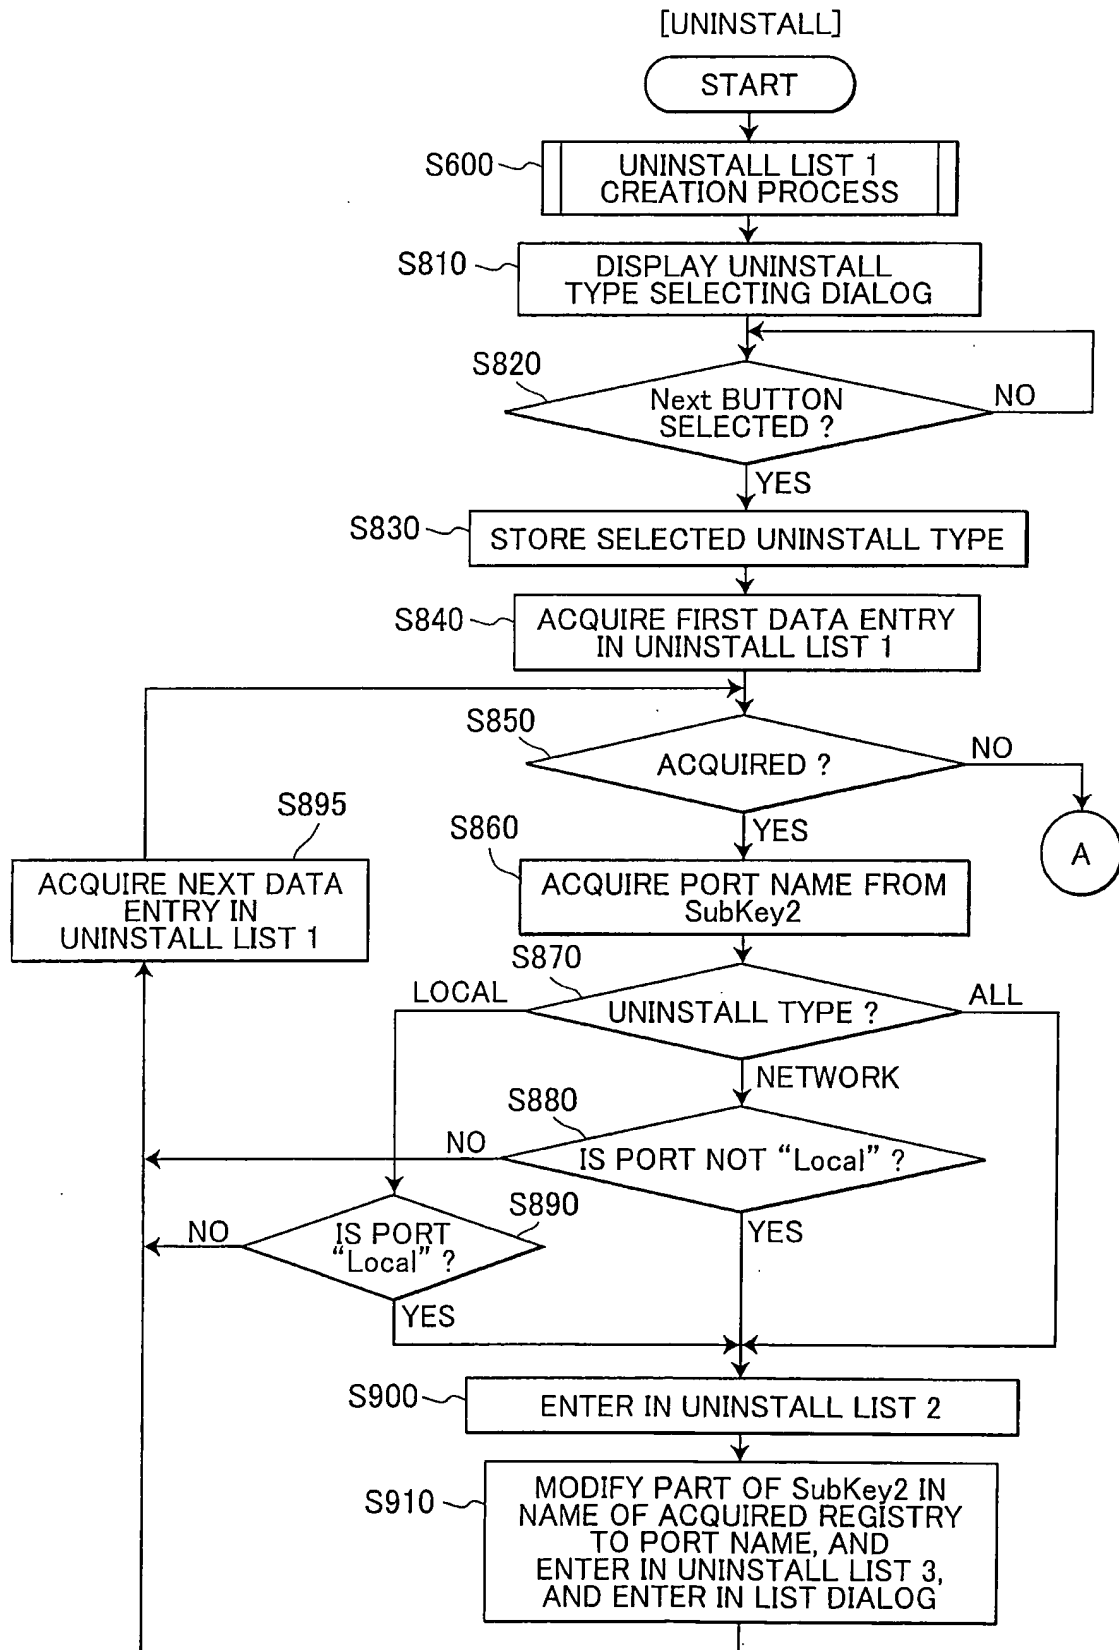 [UNINSTALL]
START
S600
UNINSTALL LIST 1
CREATION PROCESS
S810
DISPLAY UNINSTALL
TYPE SELECTING DIALOG
S820
Next BUTTON
SELECTED ?
NO
YES
S830
STORE SELECTED UNINSTALL TYPE
S840
ACQUIRE FIRST DATA ENTRY
IN UNINSTALL LIST 1
S850
ACQUIRED ?
NO
YES
A
S895
ACQUIRE NEXT DATA
ENTRY IN
UNINSTALL LIST 1
S860
ACQUIRE PORT NAME FROM
SubKey2
S870
UNINSTALL TYPE ?
LOCAL
ALL
NETWORK
S880
IS PORT NOT “Local” ?
NO
YES
S890
IS PORT
“Local” ?
NO
YES
S900
ENTER IN UNINSTALL LIST 2
S910
MODIFY PART OF SubKey2 IN
NAME OF ACQUIRED REGISTRY
TO PORT NAME, AND
ENTER IN UNINSTALL LIST 3,
AND ENTER IN LIST DIALOG